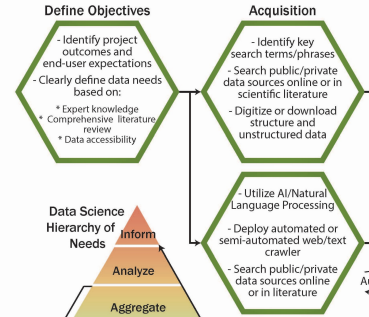 Define Objectives
- Identify project
outcomes and
end-user expectations
- Clearly define data needs
based on:
* Expert knowledge
* Comprehensive literature
review
* Data accessibility
Acquisition
- Identify key
search terms/phrases
- Search public/private
data sources online or in
scientific literature
- Digitize or download
structure and
unstructured data
- Utilize AI/Natural
Language Processing
- Deploy automated or
semi-automated web/text
crawler
- Search public/private
data sources online
or in literature
Data Science
Hierarchy of
Needs
Inform
Analyze
Aggregate